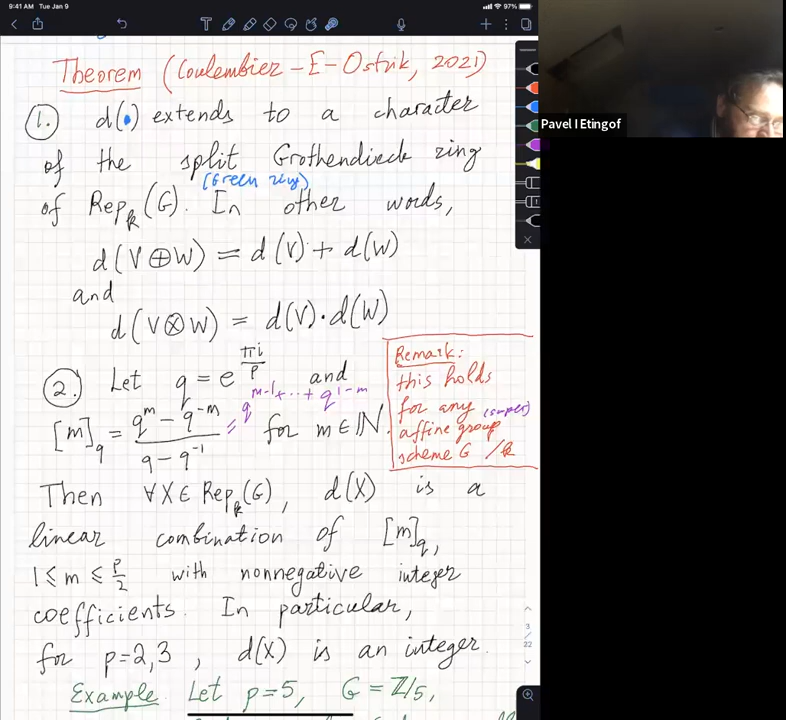 9:41 AM Tue Jan 9
97%
Theorem (Coulembier-E-Ostrik, 2021)
1. d(•) extends to a character
of the split Grothendieck ring
(Green ring)
of Rep_k(G). In other words,
d(V⊕W) = d(V) + d(W)
and
d(V⊗W) = d(V)·d(W)
2. Let q = e^{πi/p} and
[m]_q = (q^m - q^{-m})/(q - q^{-1}) = q^{m-1}+...+q^{1-m} for m∈ℕ.
Remark:
this holds
for any (super)
affine group
scheme G /k
Then ∀X∈Rep_k(G), d(X) is a
linear combination of [m]_q,
1≤m≤p/2 with nonnegative integer
coefficients. In particular,
for p=2,3, d(X) is an integer.
Example. Let p=5, G=ℤ/5,
Pavel I Etingof
3
22